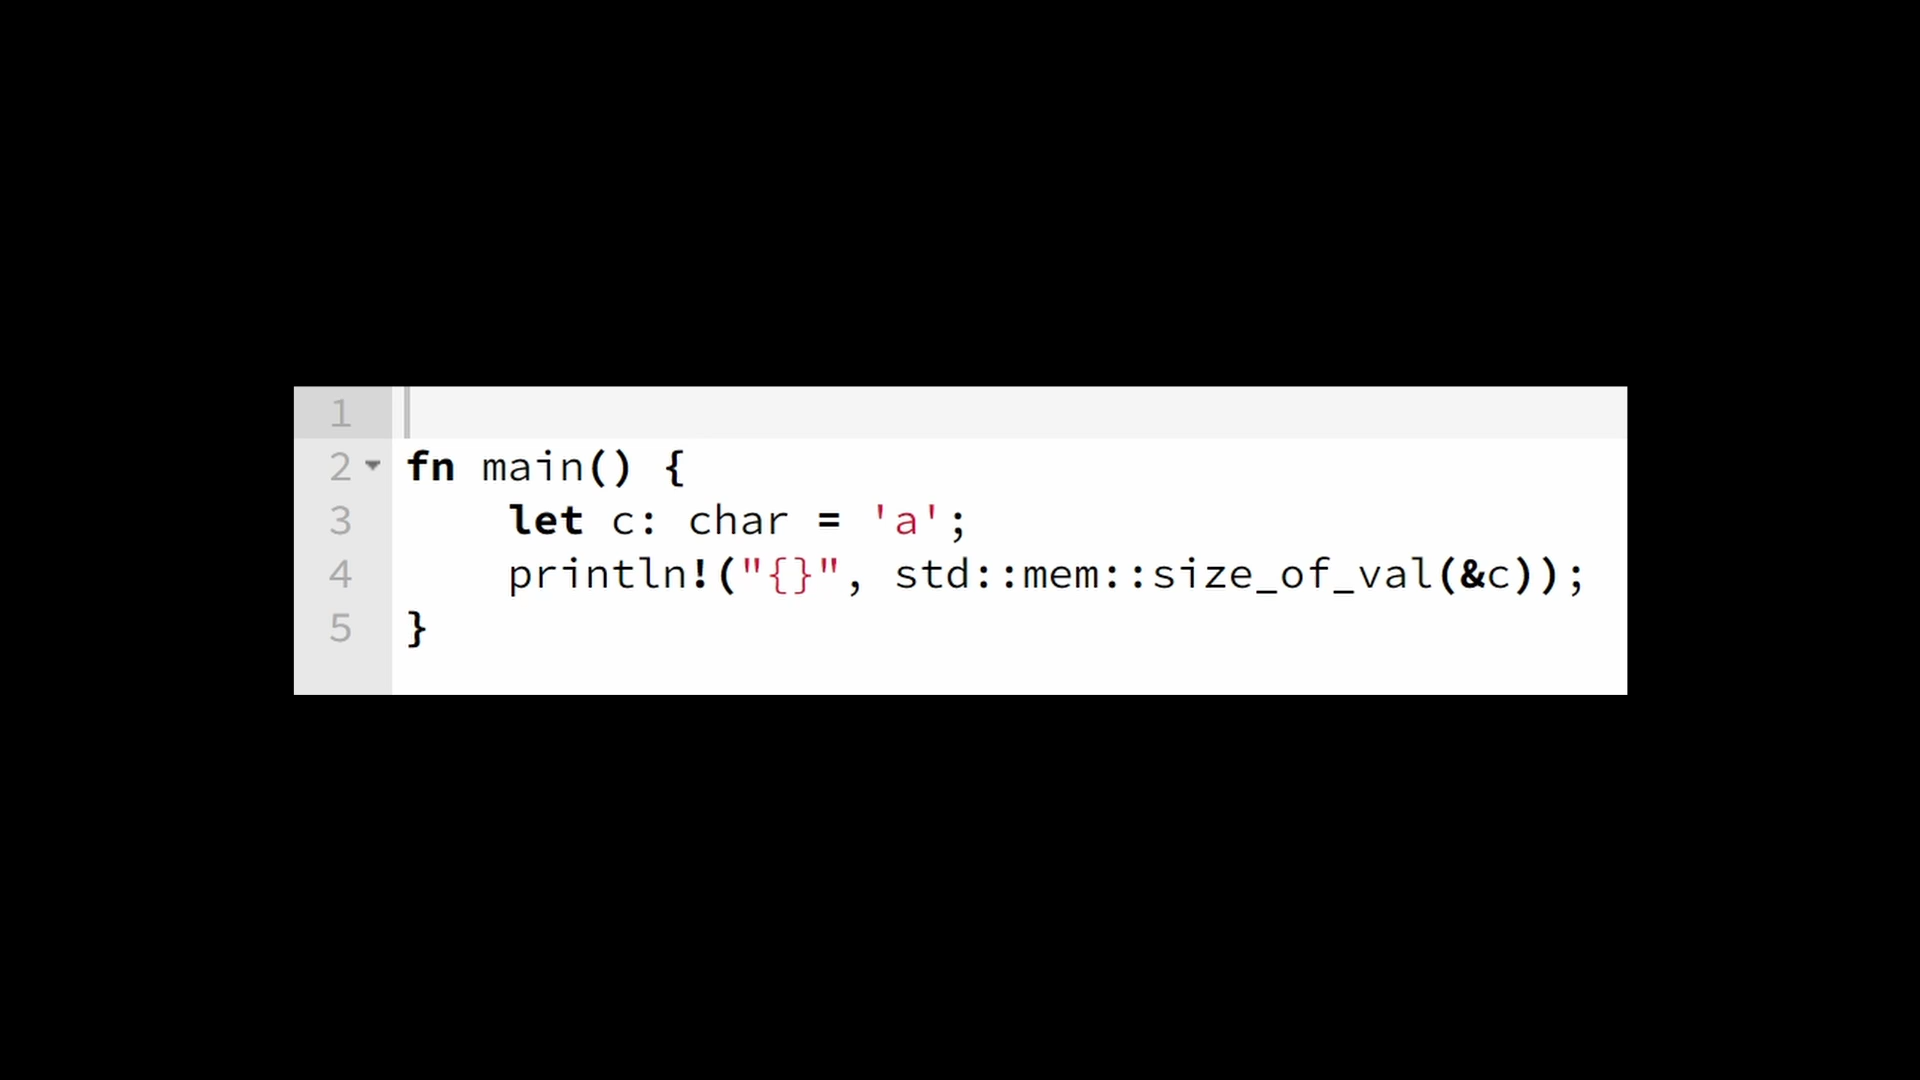 1
2 fn main() {
3     let c: char = 'a';
4     println!("{}", std::mem::size_of_val(&c));
5 }